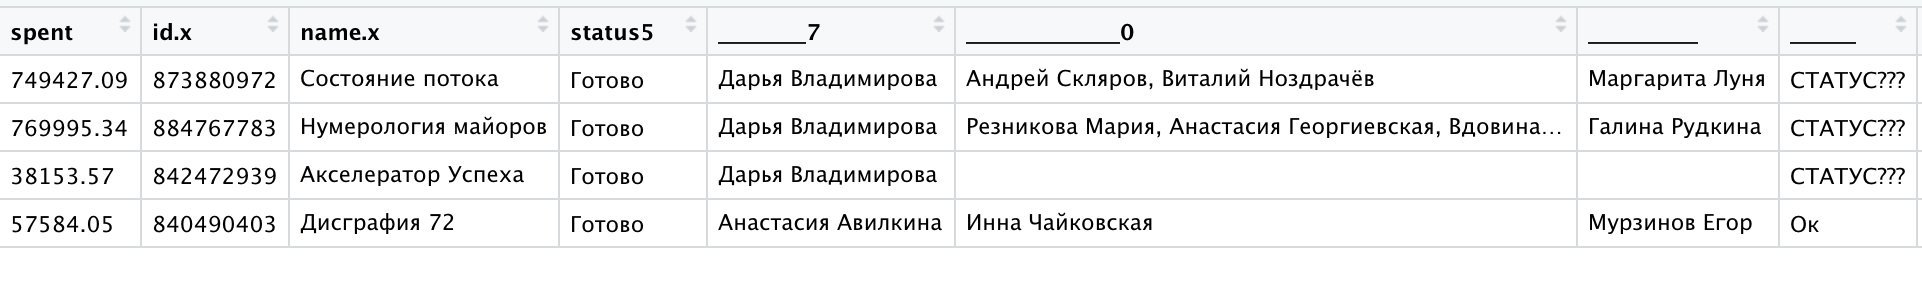 spent id.x name.x status5 _______7 ____________0 _________ _____
749427.09 873880972 Состояние потока Готово Дарья Владимирова Андрей Скляров, Виталий Ноздрачёв Маргарита Луня СТАТУС???
769995.34 884767783 Нумерология майоров Готово Дарья Владимирова Резникова Мария, Анастасия Георгиевская, Вдовина... Галина Рудкина СТАТУС???
38153.57 842472939 Акселератор Успеха Готово Дарья Владимирова СТАТУС???
57584.05 840490403 Дисграфия 72 Готово Анастасия Авилкина Инна Чайковская Мурзинов Егор Ок